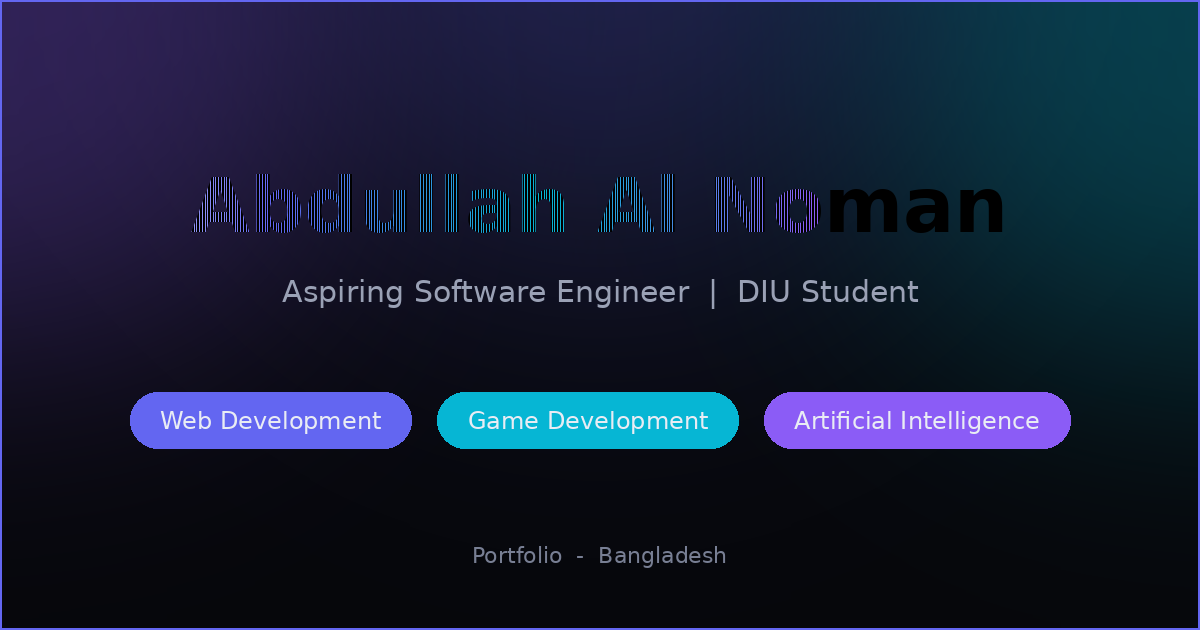 Abdullah Al Noman
Aspiring Software Engineer | DIU Student
Web Development
Game Development
Artificial Intelligence
Portfolio - Bangladesh